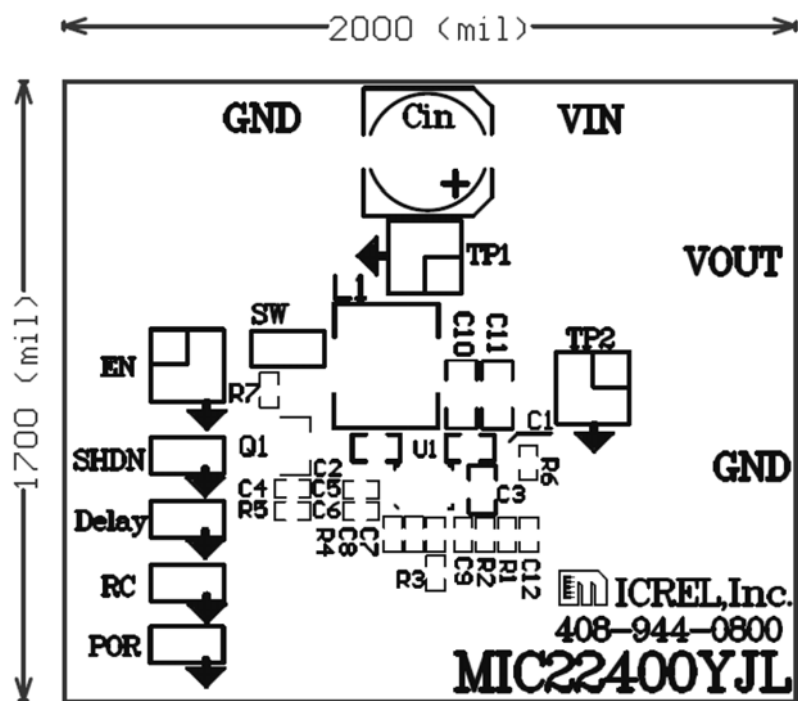 2000 (mil)
1700 (mil)
GND
Cin
VIN
+
TP1
VOUT
L1
SW
C10
C11
TP2
EN
R7
C1
Q1
U1
SHDN
C2
R6
GND
C4
C5
C3
R5
C6
Delay
R4
C8
C7
R3
C9
R2
R1
C12
RC
ICREL,Inc.
408-944-0800
POR
MIC22400YJL